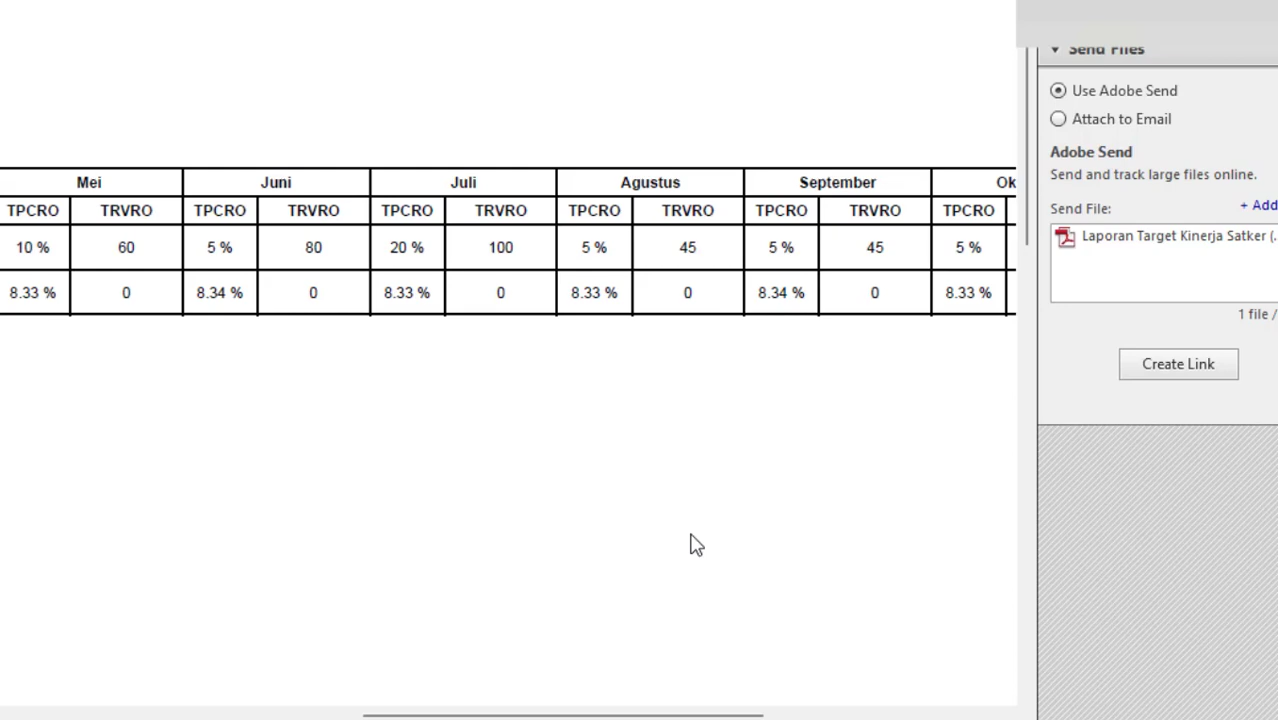 Send Files
Use Adobe Send
Attach to Email
Adobe Send
Send and track large files online.
Send File:
+ Add
Laporan Target Kinerja Satker (.
1 file /
Create Link
Mei Juni Juli Agustus September Ok
TPCRO TRVRO TPCRO TRVRO TPCRO TRVRO TPCRO TRVRO TPCRO TRVRO TPCRO
10 % 60 5 % 80 20 % 100 5 % 45 5 % 45 5 %
8.33 % 0 8.34 % 0 8.33 % 0 8.33 % 0 8.34 % 0 8.33 %